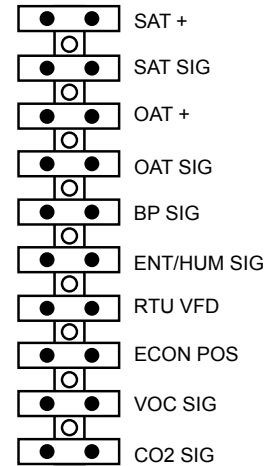 SAT +
SAT SIG
OAT +
OAT SIG
BP SIG
ENT/HUM SIG
RTU VFD
ECON POS
VOC SIG
CO2 SIG